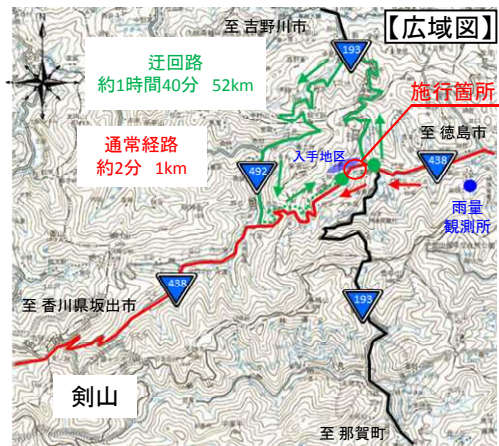 至 吉野川市
【広域図】
193
迂回路
約1時間40分 52km
施行箇所
通常経路
約2分 1km
至 徳島市
入手地区
438
492
雨量
観測所
438
193
至 香川県坂出市
剣山
至 那賀町